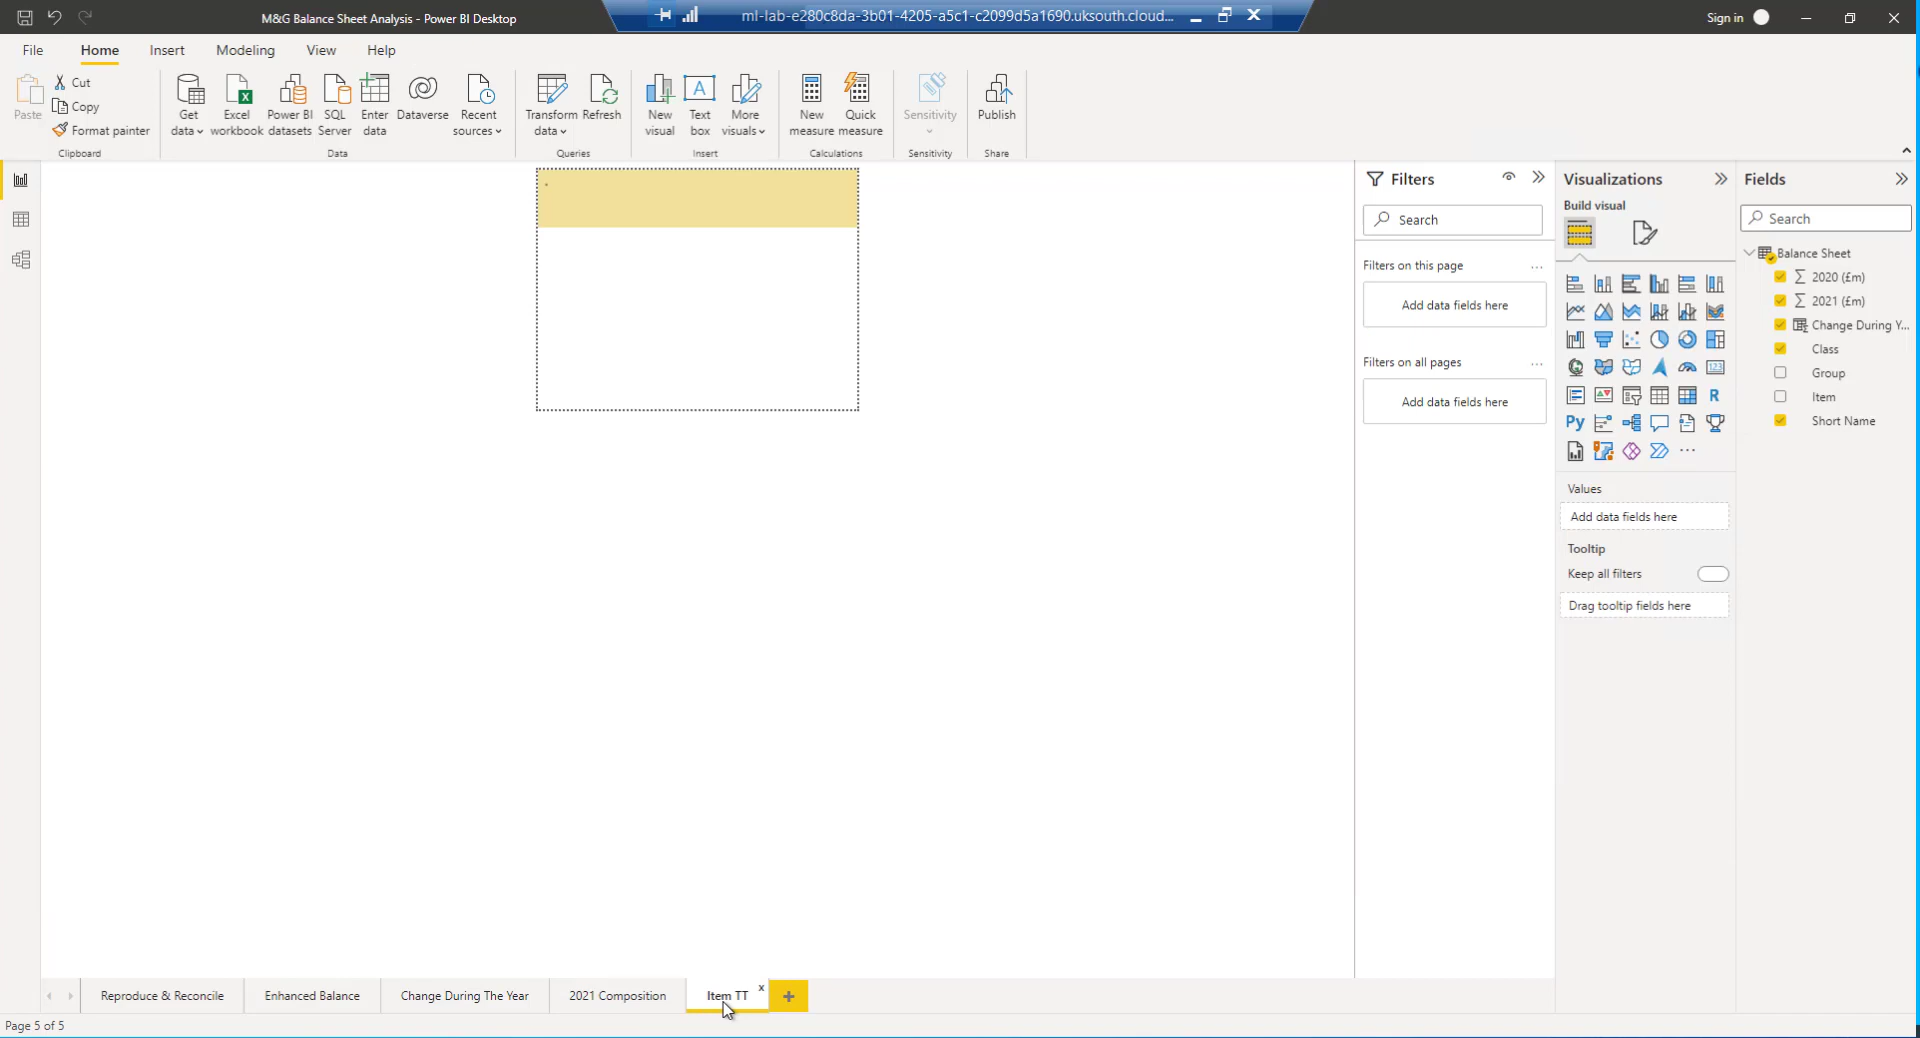 M&G Balance Sheet Analysis - Power BI Desktop
ml-lab-e280c8da-3b01-4205-a5c1-c2099d5a1690.uksouth.cloud...
Sign in
File
Home
Insert
Modeling
View
Help
Paste
Cut
Copy
Format painter
Clipboard
Get data
Excel workbook
Power BI datasets
SQL Server
Enter data
Dataverse
Recent sources
Data
Transform data
Refresh
Queries
New visual
Text box
More visuals
Insert
New measure
Quick measure
Calculations
Sensitivity
Sensitivity
Publish
Share
Filters
Search
Filters on this page
...
Add data fields here
Filters on all pages
...
Add data fields here
Visualizations
Build visual
123
R
Py
...
Values
Add data fields here
Tooltip
Keep all filters
Drag tooltip fields here
Fields
Search
Balance Sheet
2020 (£m)
2021 (£m)
Change During Y...
Class
Group
Item
Short Name
Reproduce & Reconcile
Enhanced Balance
Change During The Year
2021 Composition
Item TT
x
+
Page 5 of 5